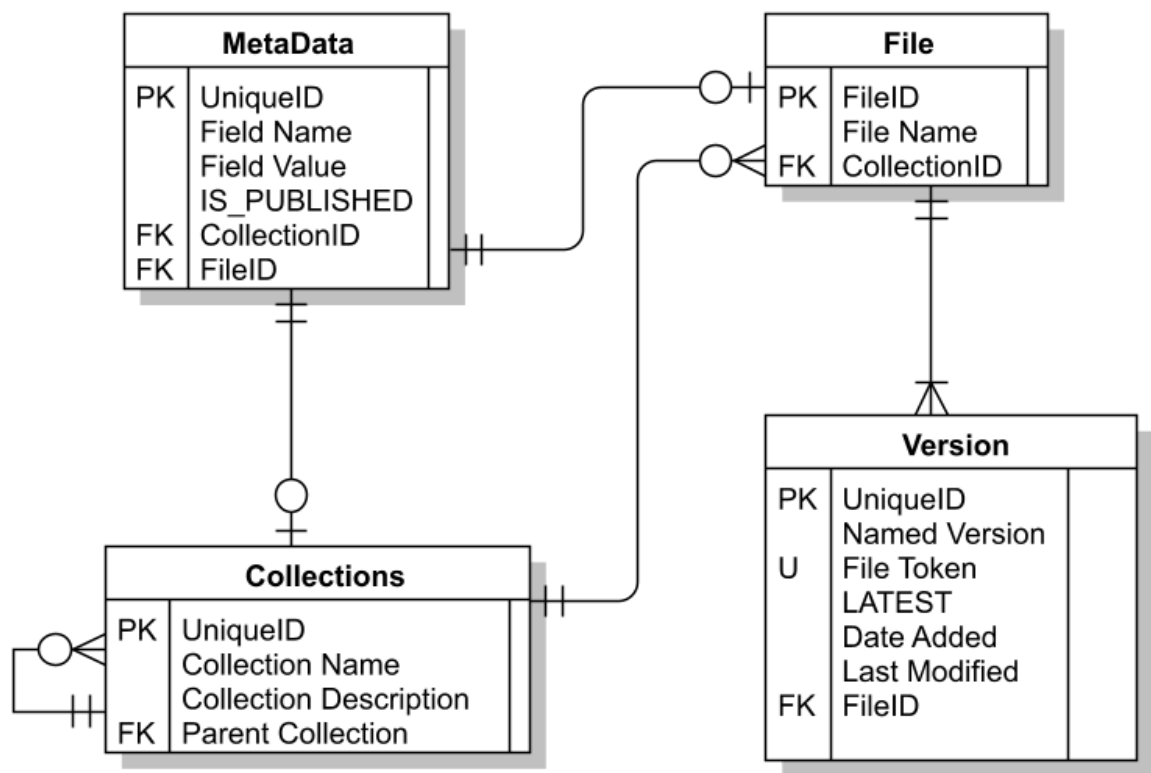 MetaData
PK UniqueID
Field Name
Field Value
IS_PUBLISHED
FK CollectionID
FK FileID
File
PK FileID
File Name
FK CollectionID
Collections
PK UniqueID
Collection Name
Collection Description
FK Parent Collection
Version
PK UniqueID
Named Version
U File Token
LATEST
Date Added
Last Modified
FK FileID